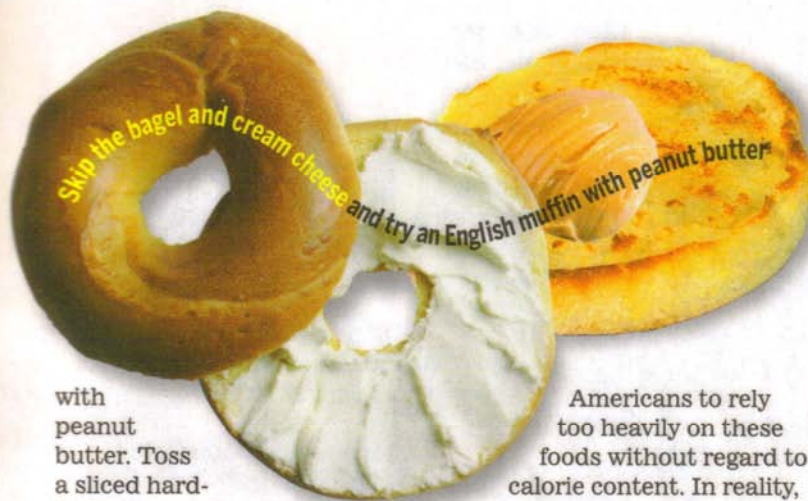 Skip the bagel and cream cheese and try an English muffin with peanut butter
with
peanut
butter. Toss
a sliced hard-
Americans to rely
too heavily on these
foods without regard to
calorie content. In reality,